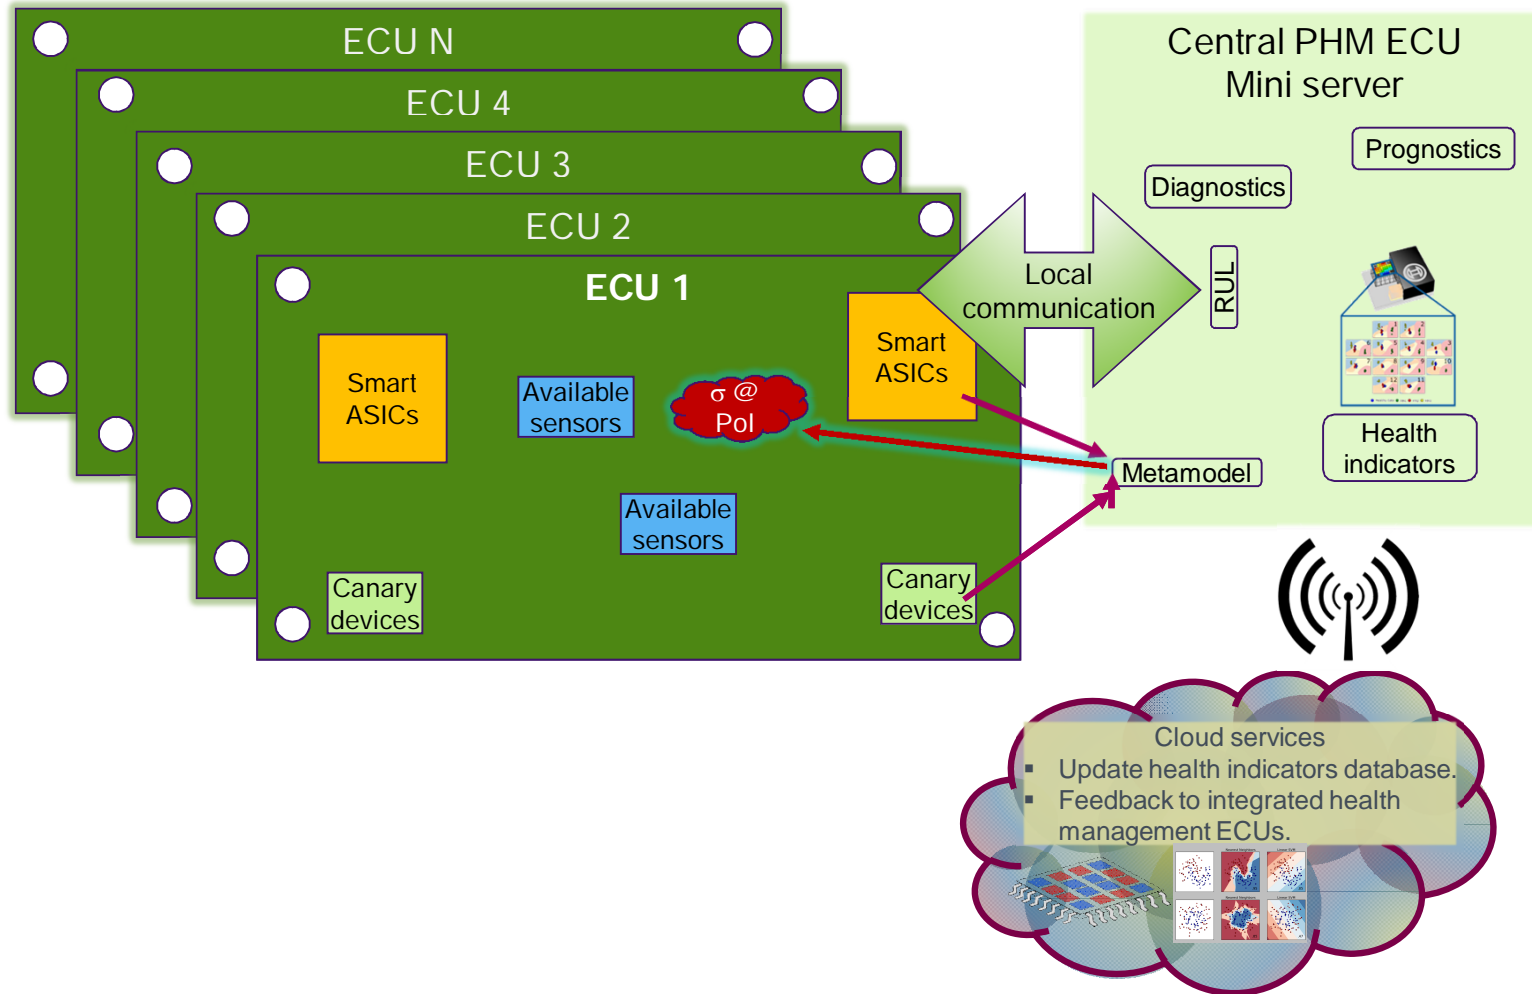 ECU N
ECU 4
ECU 3
ECU 2
ECU 1
Smart
ASICs
Available
sensors
σ @
PoI
Smart
ASICs
Available
sensors
Canary
devices
Canary
devices
Local
communication
Central PHM ECU
Mini server
Prognostics
Diagnostics
RUL
Health
indicators
Metamodel
Cloud services
▪ Update health indicators database.
▪ Feedback to integrated health
management ECUs.